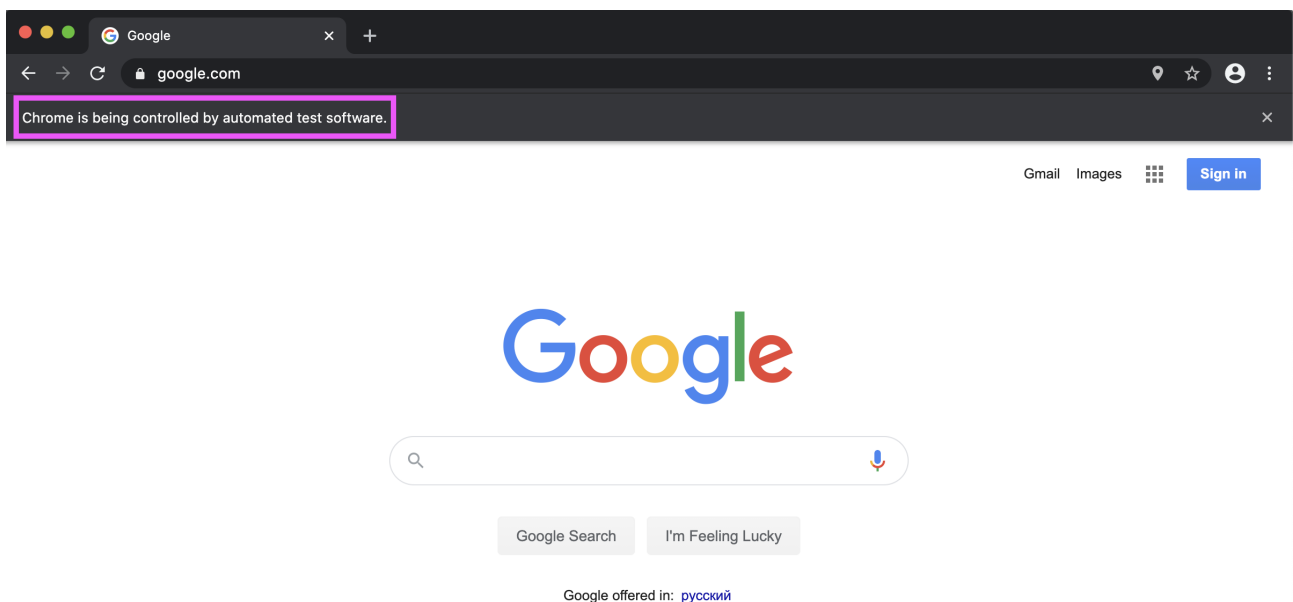 Google
google.com
Chrome is being controlled by automated test software.
Gmail Images Sign in
Google
Google Search I'm Feeling Lucky
Google offered in: русский